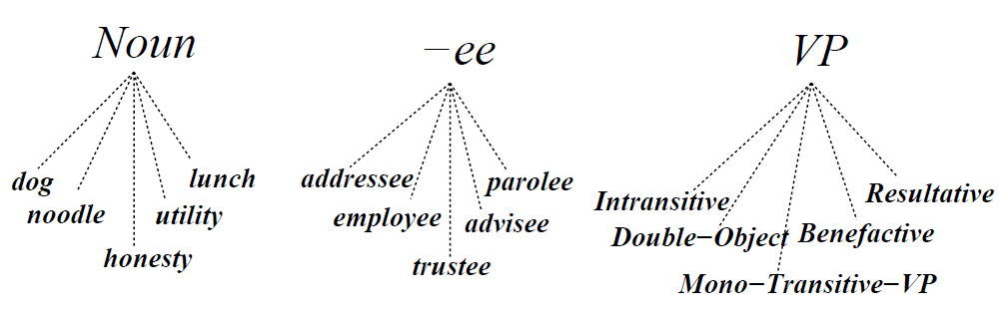 Noun
−ee
VP
dog
noodle
honesty
utility
lunch
addressee
employee
trustee
advisee
parolee
Intransitive
Double−Object
Mono−Transitive−VP
Benefactive
Resultative